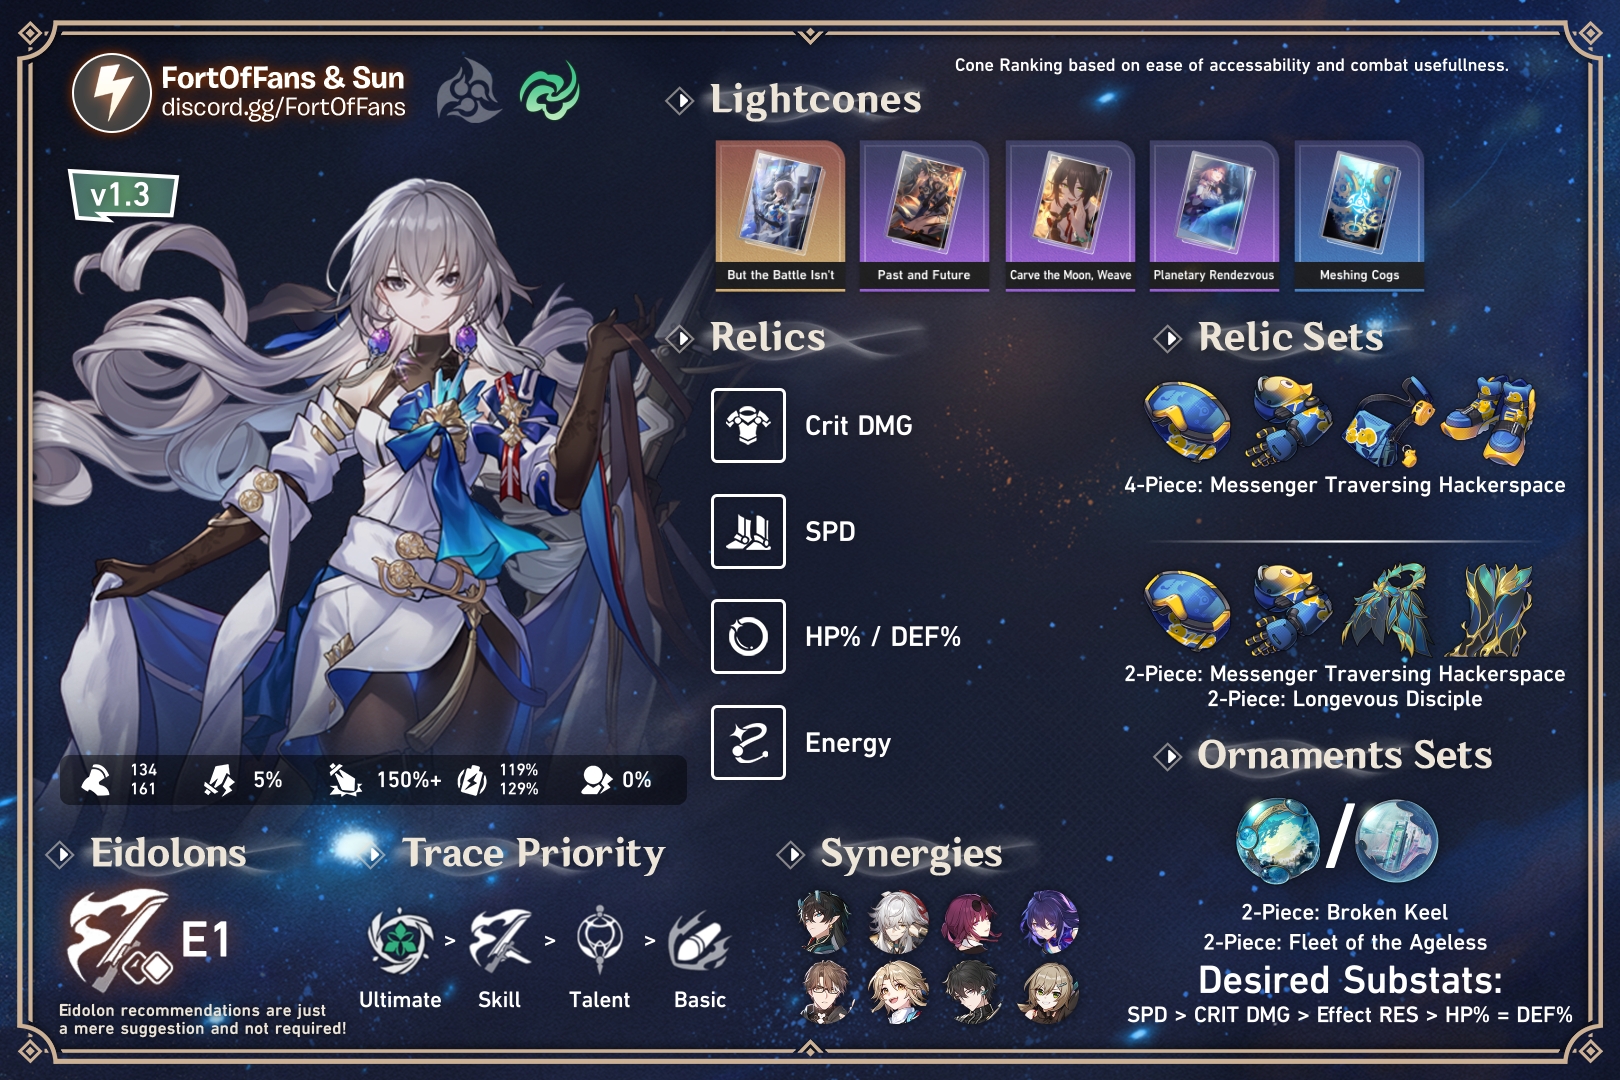 FortOfFans & Sun
discord.gg/FortOfFans
v1.3
Cone Ranking based on ease of accessability and combat usefullness.
Lightcones
But the Battle Isn't
Past and Future
Carve the Moon, Weave
Planetary Rendezvous
Meshing Cogs
Relics
Crit DMG
SPD
HP% / DEF%
Energy
Relic Sets
4-Piece: Messenger Traversing Hackerspace
2-Piece: Messenger Traversing Hackerspace
2-Piece: Longevous Disciple
Ornaments Sets
/
2-Piece: Broken Keel
2-Piece: Fleet of the Ageless
Desired Substats:
SPD > CRIT DMG > Effect RES > HP% = DEF%
134
161
5%
150%+
119%
129%
0%
Eidolons
E1
Eidolon recommendations are just
a mere suggestion and not required!
Trace Priority
> > >
Ultimate
Skill
Talent
Basic
Synergies